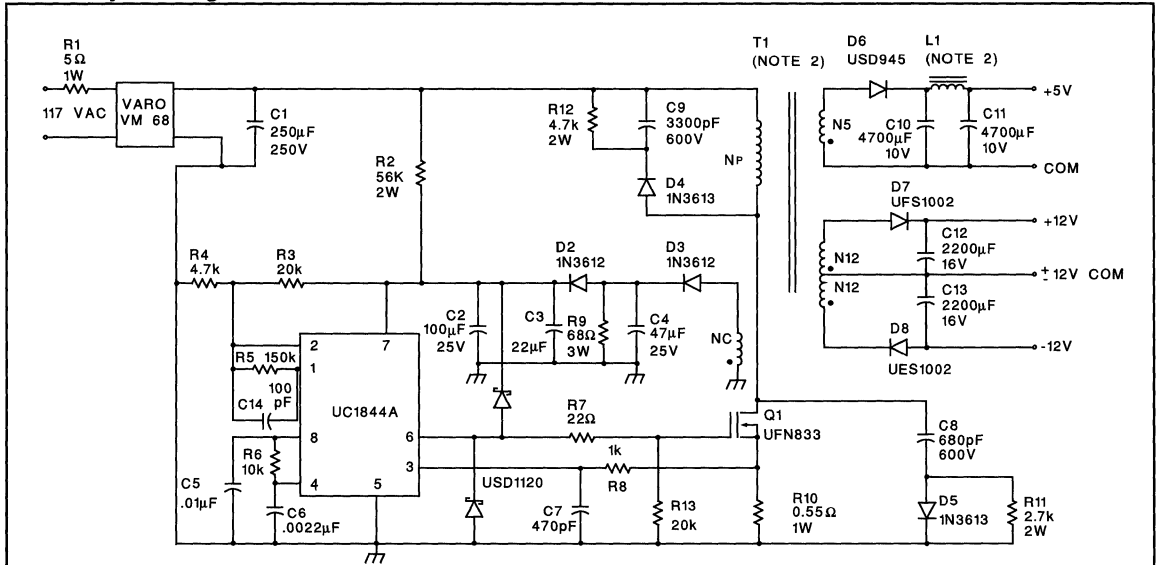 R1
5Ω
1W
117 VAC
VARO
VM 68
C1
250µF
250V
R2
56K
2W
R12
4.7k
2W
C9
3300pF
600V
D4
1N3613
NP
T1
(NOTE 2)
D6
USD945
L1
(NOTE 2)
+5V
N5
C10
4700µF
10V
C11
4700µF
10V
COM
D7
UFS1002
+12V
N12
C12
2200µF
16V
± 12V COM
N12
C13
2200µF
16V
D8
UES1002
-12V
R4
4.7k
R3
20k
D2
1N3612
D3
1N3612
C2
100µF
25V
C3
22µF
R9
68Ω
3W
C4
47µF
25V
NC
2
7
R5 150k
1
100
pF
C14
UC1844A
8
6
R6
10k
4
3
5
C5
.01µF
C6
.0022µF
USD1120
R7
22Ω
1k
R8
C7
470pF
R13
20k
Q1
UFN833
R10
0.55Ω
1W
C8
680pF
600V
D5
1N3613
R11
2.7k
2W